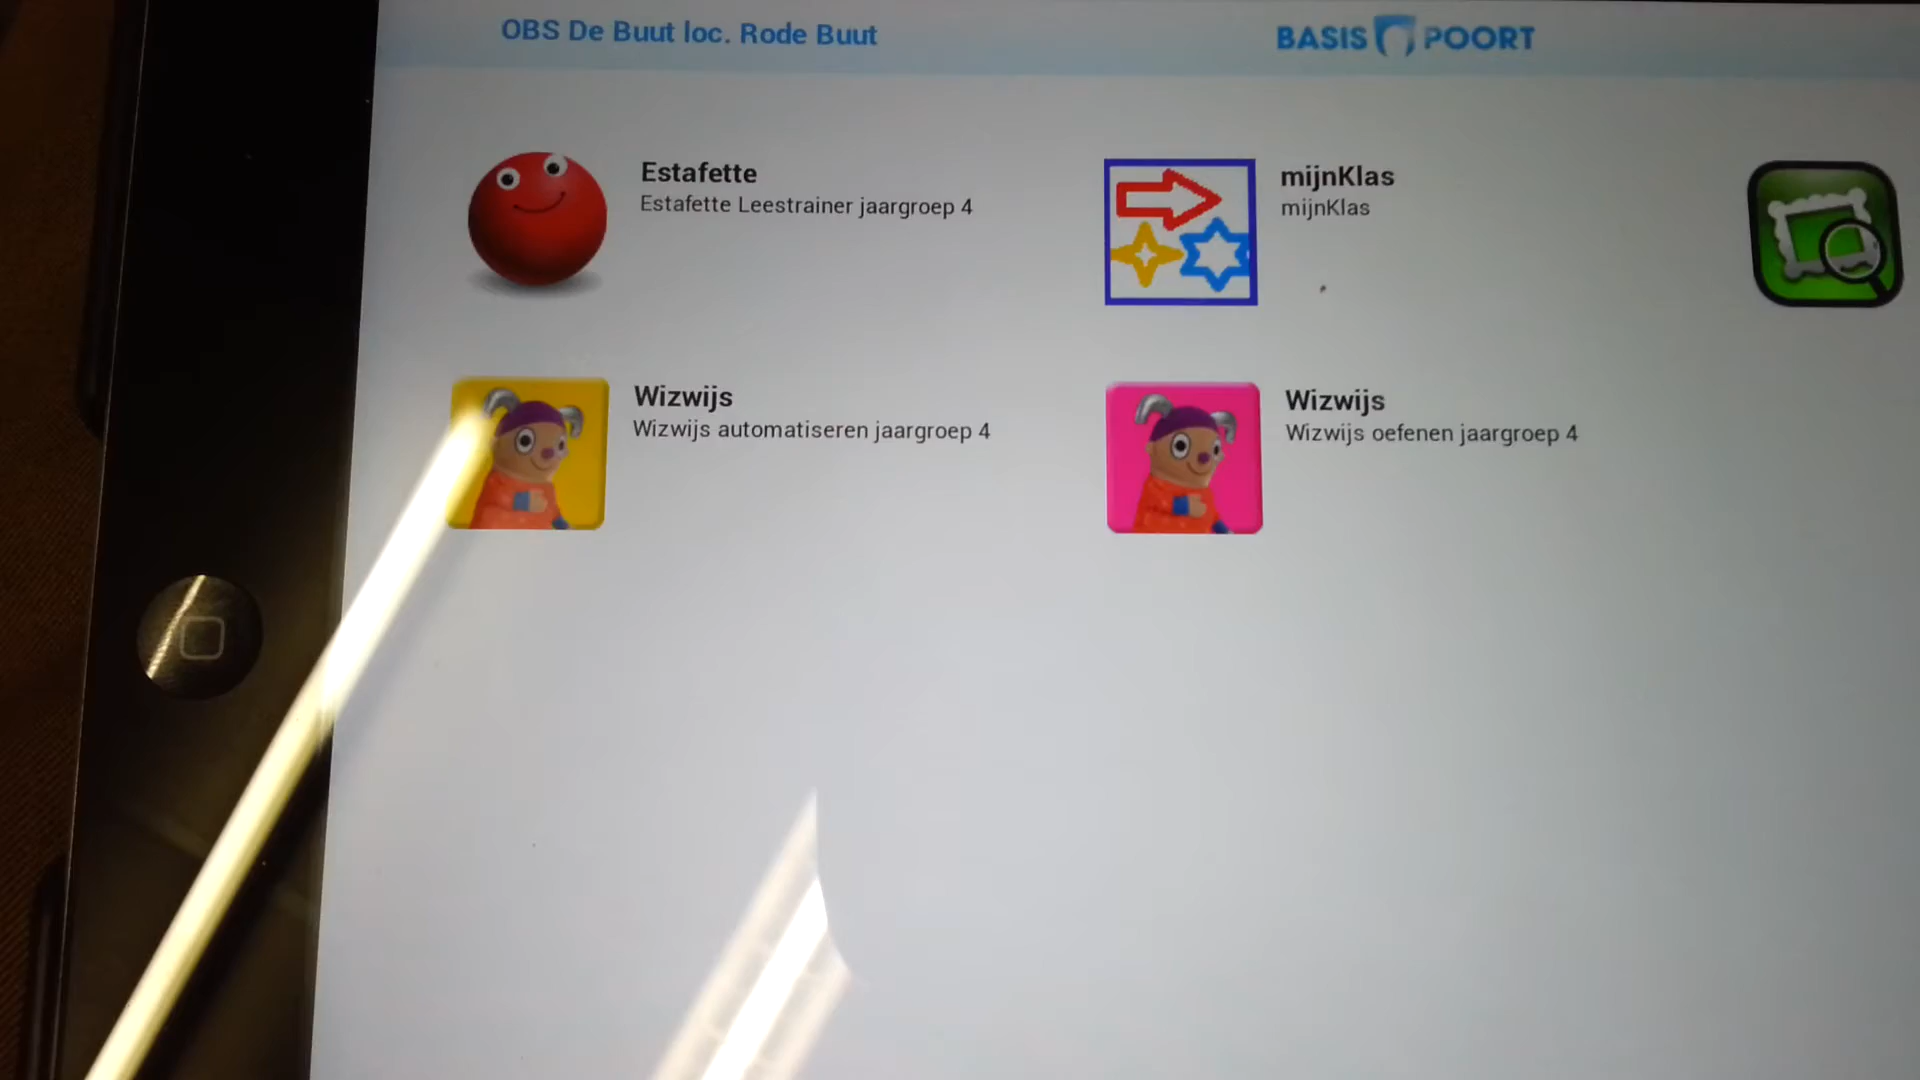 OBS De Buut loc. Rode Buut
BASIS POORT
Estafette
Estafette Leestrainer jaargroep 4
mijnKlas
mijnKlas
Wizwijs
Wizwijs automatiseren jaargroep 4
Wizwijs
Wizwijs oefenen jaargroep 4